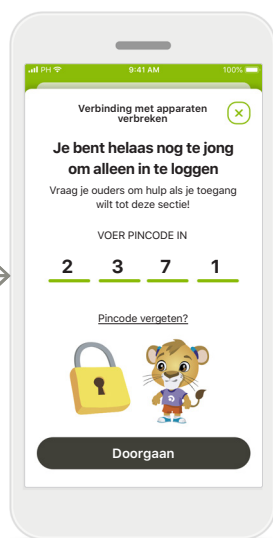 PH 9:41 AM 100%
Verbinding met apparaten
verbreken
Je bent helaas nog te jong
om alleen in te loggen
Vraag je ouders om hulp als je toegang
wilt tot deze sectie!
VOER PINCODE IN
2 3 7 1
Pincode vergeten?
Doorgaan